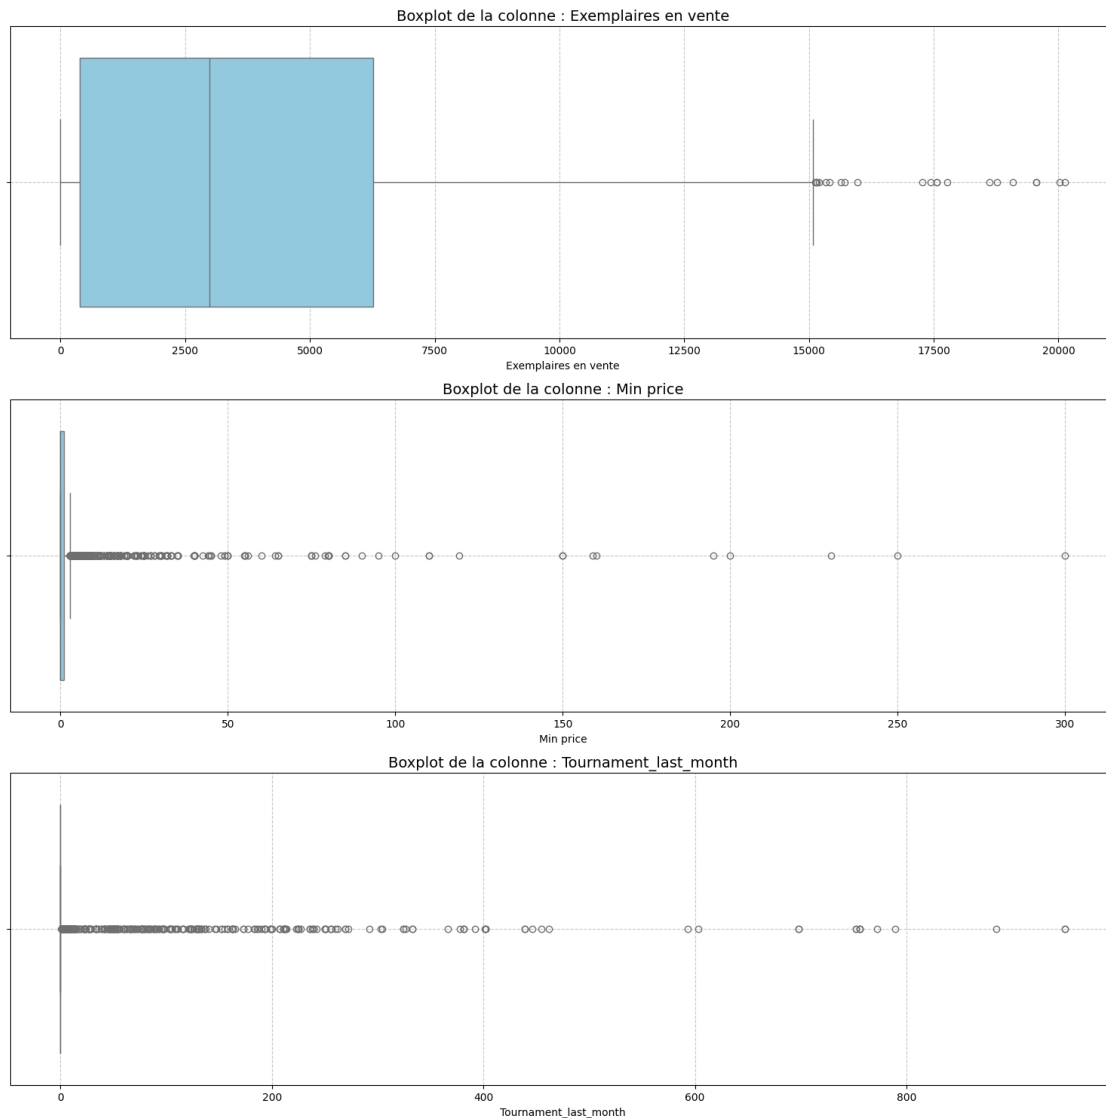 Boxplot de la colonne : Exemplaires en vente
0 2500 5000 7500 10000 12500 15000 17500 20000
Exemplaires en vente
Boxplot de la colonne : Min price
0 50 100 150 200 250 300
Min price
Boxplot de la colonne : Tournament_last_month
0 200 400 600 800
Tournament_last_month